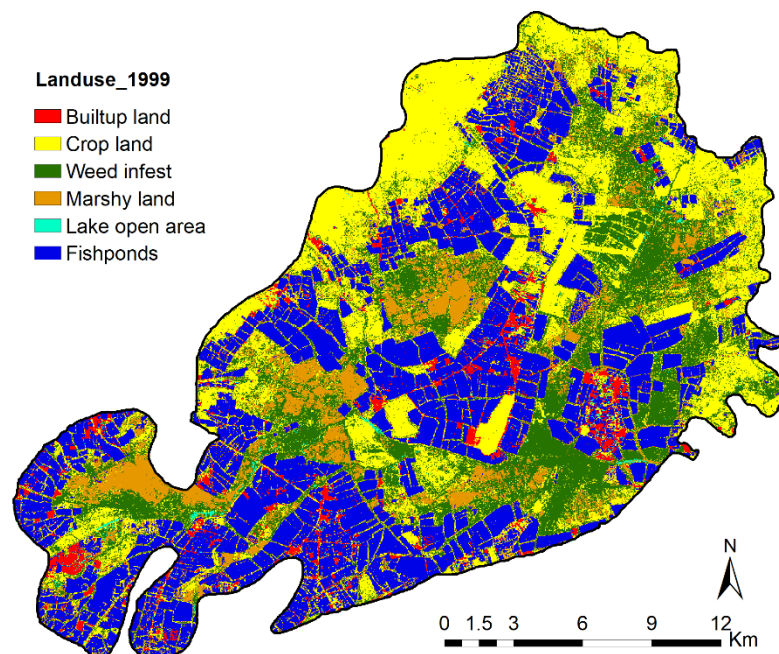 Landuse_1999
Builtup land
Crop land
Weed infest
Marshy land
Lake open area
Fishponds
N
0 1.5 3 6 9 12
Km